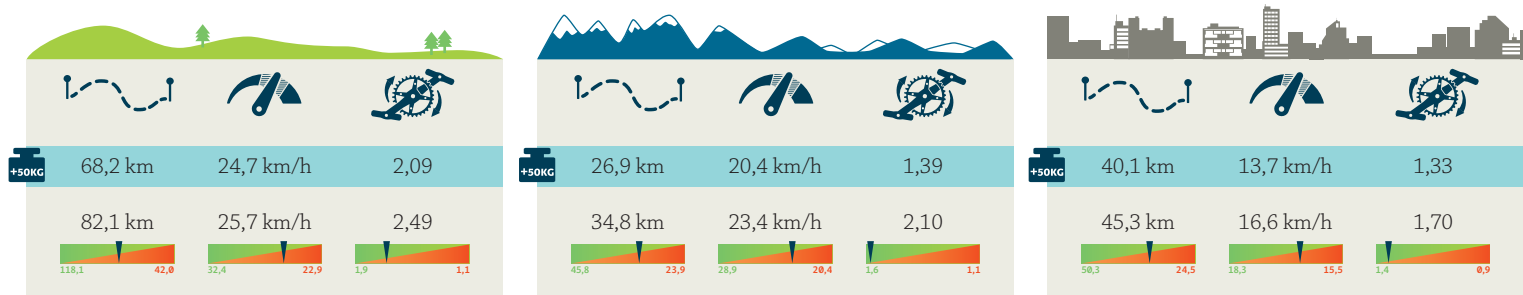 +50KG 68,2 km 24,7 km/h 2,09
82,1 km 25,7 km/h 2,49
118,1 42,0 32,4 22,9 1,9 1,1
+50KG 26,9 km 20,4 km/h 1,39
34,8 km 23,4 km/h 2,10
45,8 23,9 28,9 20,4 1,6 1,1
+50KG 40,1 km 13,7 km/h 1,33
45,3 km 16,6 km/h 1,70
50,3 24,5 18,3 15,5 1,4 0,9